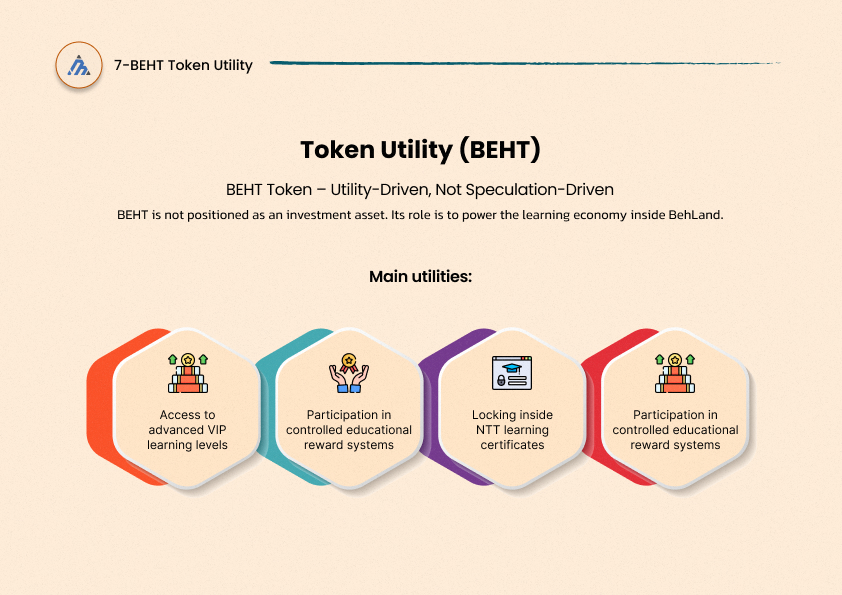 7-BEHT Token Utility
Token Utility (BEHT)
BEHT Token – Utility-Driven, Not Speculation-Driven
BEHT is not positioned as an investment asset. Its role is to power the learning economy inside BehLand.
Main utilities:
Access to
advanced VIP
learning levels
Participation in
controlled educational
reward systems
Locking inside
NTT learning
certificates
Participation in
controlled educational
reward systems